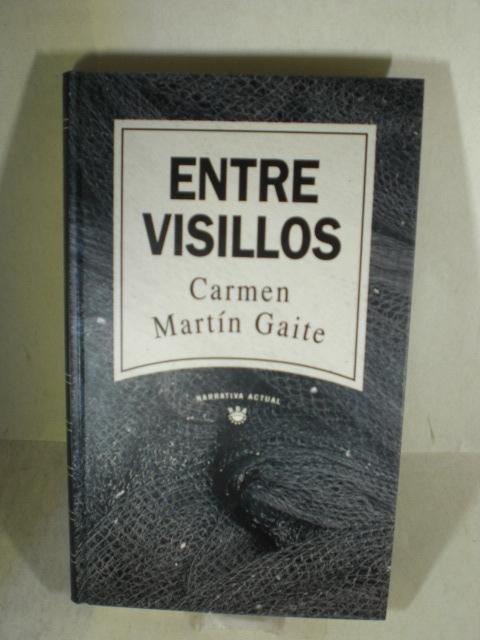 ENTRE
VISILLOS
Carmen
Martín Gaite
NARRATIVA ACTUAL